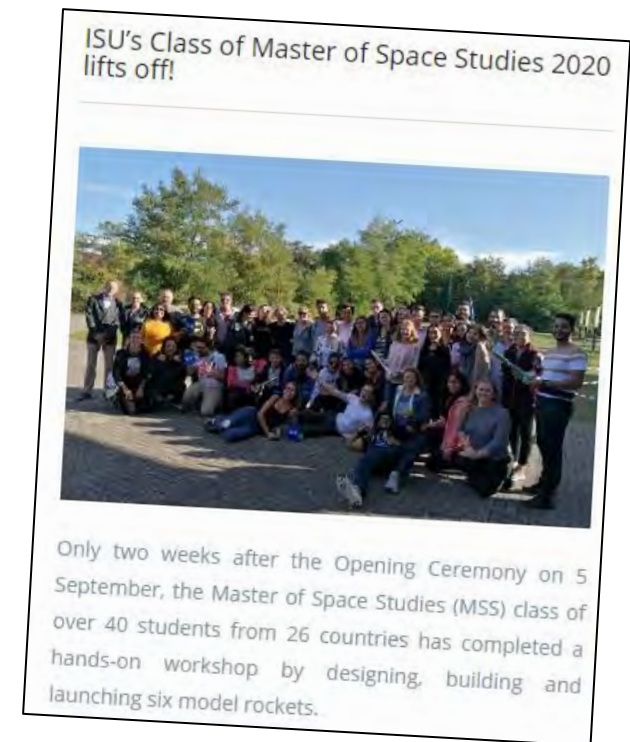 ISU's Class of Master of Space Studies 2020
lifts off!
Only two weeks after the Opening Ceremony on 5
September, the Master of Space Studies (MSS) class of
over 40 students from 26 countries has completed a
hands-on workshop by designing, building and
launching six model rockets.